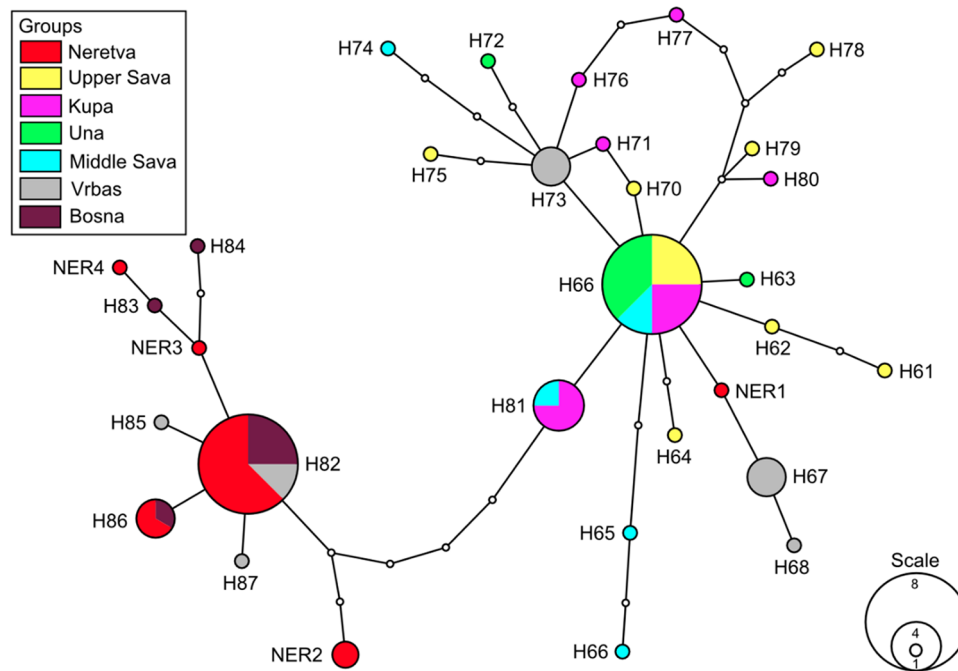 Groups
Neretva
Upper Sava
Kupa
Una
Middle Sava
Vrbas
Bosna
H74
H72
H77
H78
H76
H75
H73
H71
H70
H79
H80
H84
NER4
H83
NER3
H66
H63
H62
H61
NER1
H81
H64
H85
H82
H67
H86
H65
H68
H87
NER2
H66
Scale
8
4
1